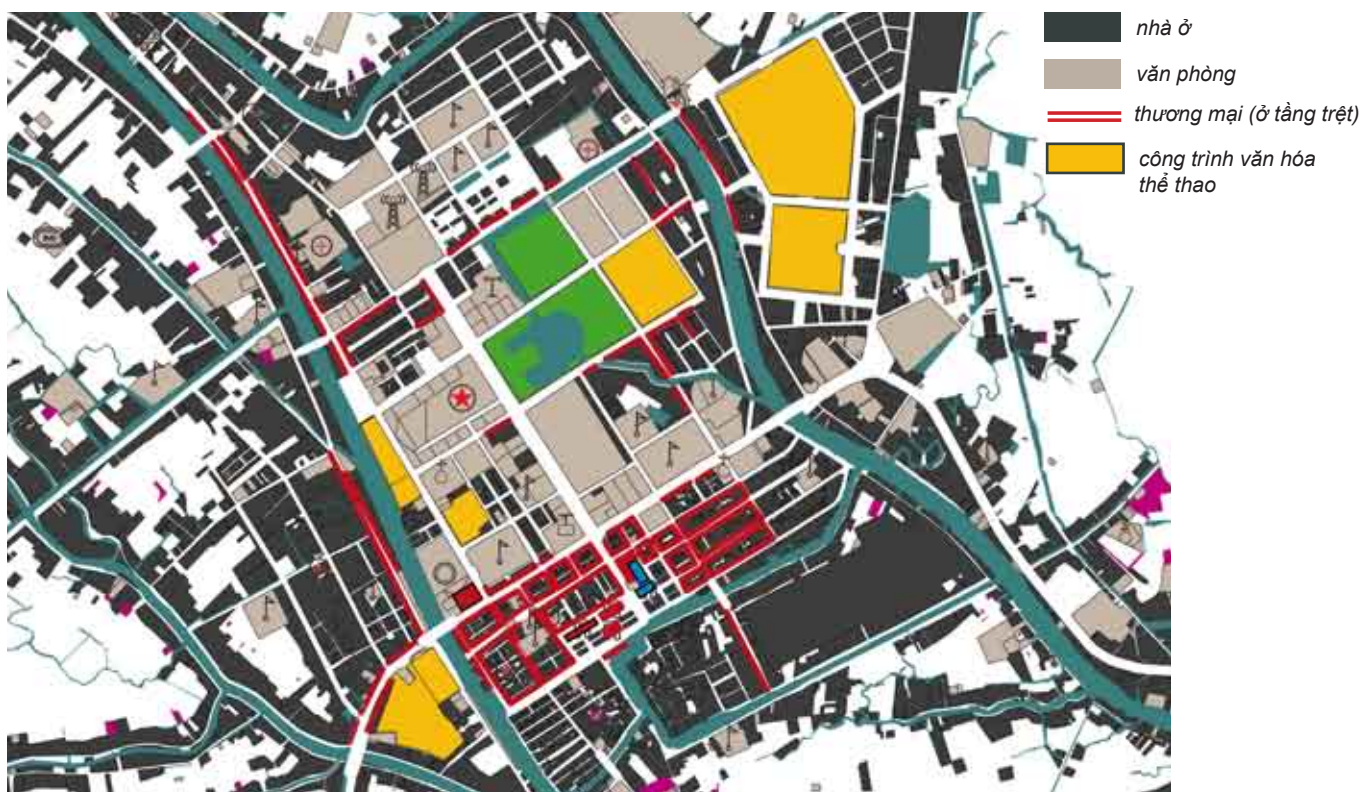 nhà ở
văn phòng
thương mại (ở tầng trệt)
công trình văn hóa
thể thao